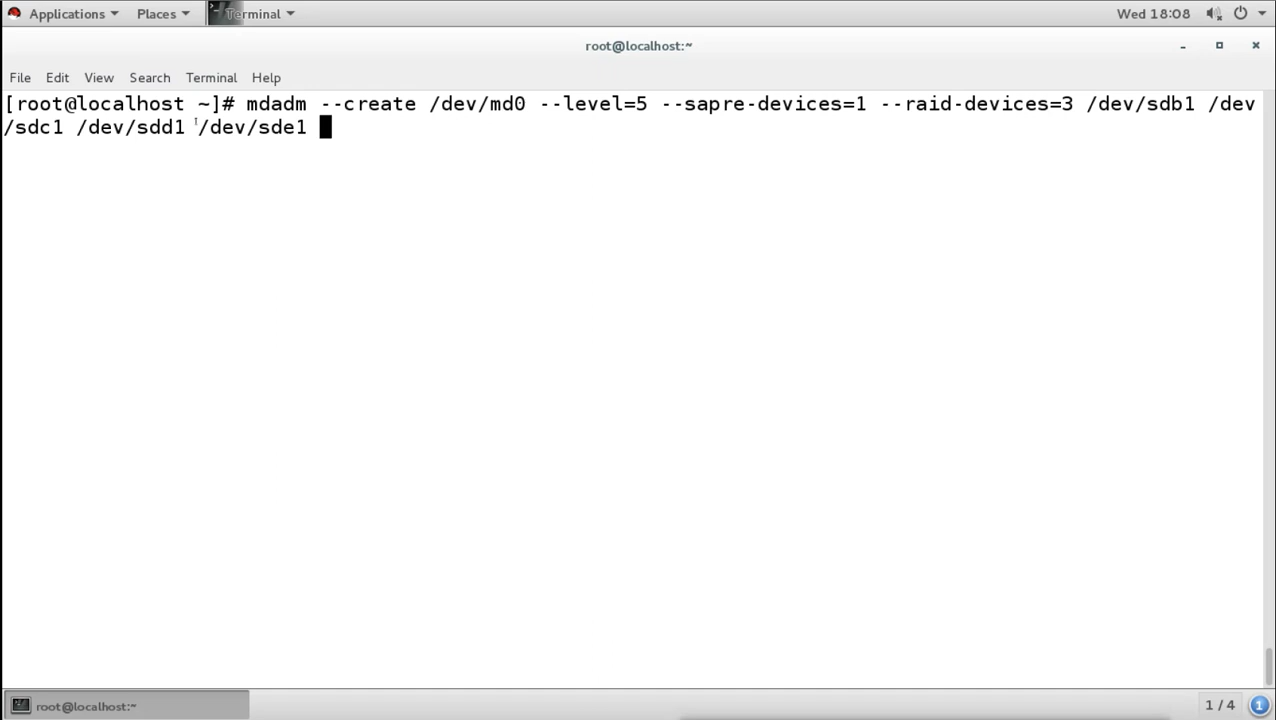 Applications Places Terminal Wed 18:08
root@localhost:~
File Edit View Search Terminal Help
[root@localhost ~]# mdadm --create /dev/md0 --level=5 --sapre-devices=1 --raid-devices=3 /dev/sdb1 /dev
/sdc1 /dev/sdd1 /dev/sde1
root@localhost:~ 1 / 4 1